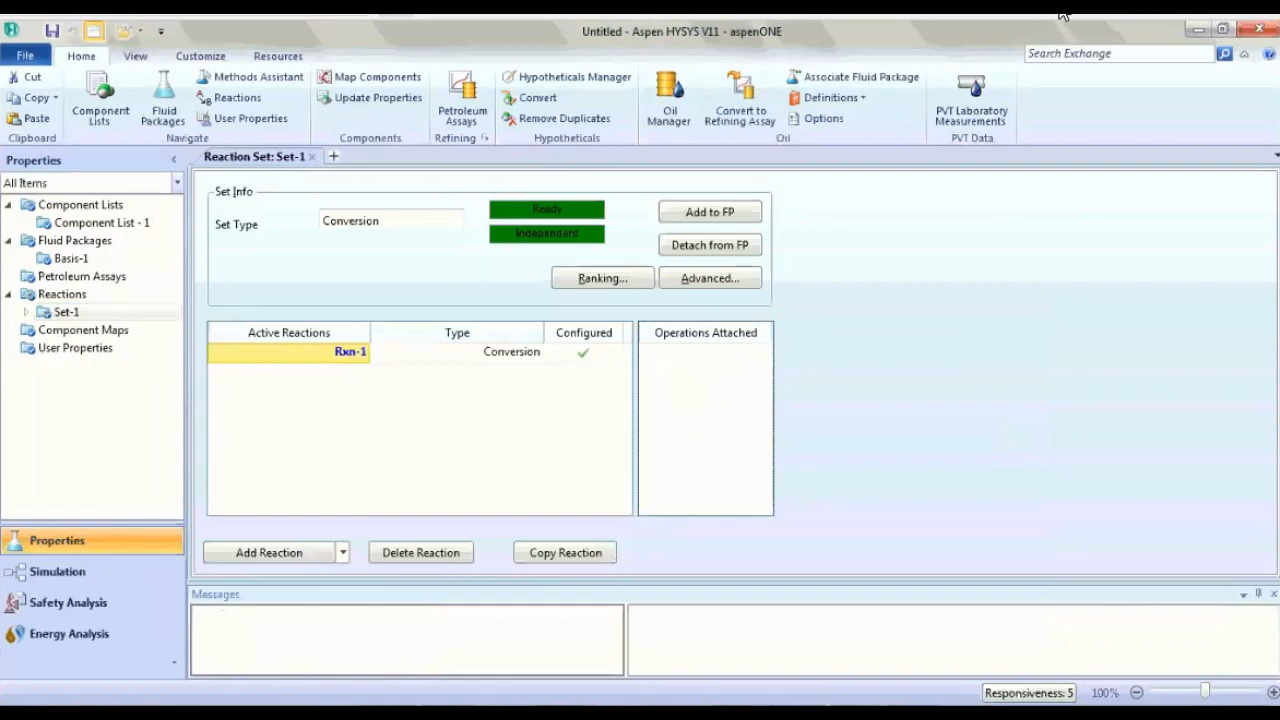 Untitled - Aspen HYSYS V11 - aspenONE
File Home View Customize Resources Search Exchange
Cut
Copy
Paste
Clipboard
Component Lists
Fluid Packages
Methods Assistant
Reactions
User Properties
Navigate
Map Components
Update Properties
Components
Petroleum Assays
Refining
Hypotheticals Manager
Convert
Remove Duplicates
Hypotheticals
Oil Manager
Convert to Refining Assay
Associate Fluid Package
Definitions
Options
Oil
PVT Laboratory Measurements
PVT Data
Properties
All Items
Component Lists
Component List - 1
Fluid Packages
Basis-1
Petroleum Assays
Reactions
Set-1
Component Maps
User Properties
Properties
Simulation
Safety Analysis
Energy Analysis
Reaction Set: Set-1
Set Info
Set Type Conversion
Ready
Independent
Add to FP
Detach from FP
Ranking... Advanced...
Active Reactions Type Configured Operations Attached
Rxn-1 Conversion
Add Reaction Delete Reaction Copy Reaction
Messages
Responsiveness: 5 100%